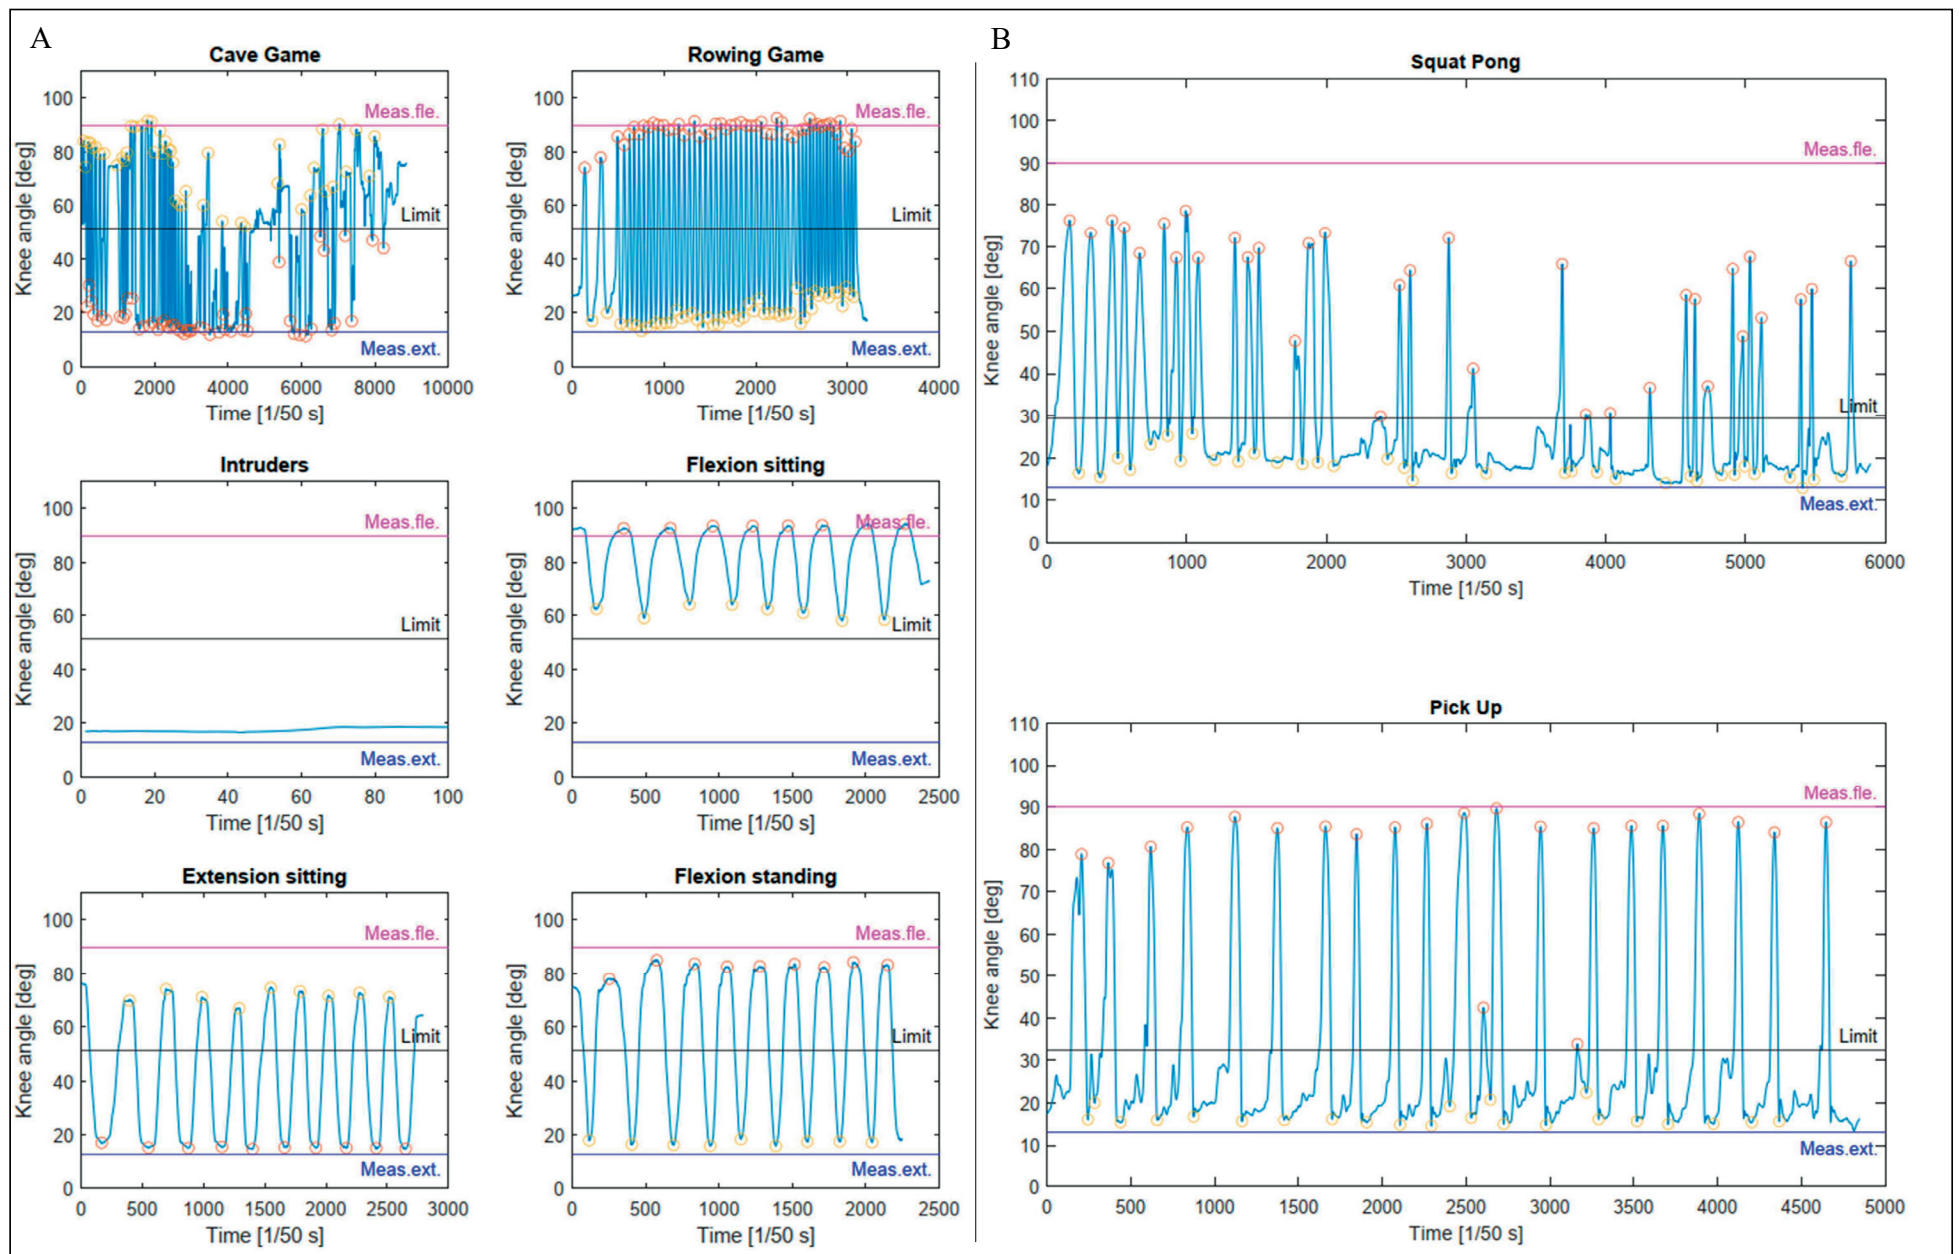 A
Cave Game
Knee angle [deg]
100
80
60
40
20
0
Meas.fle.
Limit
Meas.ext.
0 2000 4000 6000 8000 10000
Time [1/50 s]
Rowing Game
Knee angle [deg]
100
80
60
40
20
0
Meas.fle.
Limit
Meas.ext.
0 1000 2000 3000 4000
Time [1/50 s]
Intruders
Knee angle [deg]
100
80
60
40
20
0
Meas.fle.
Limit
Meas.ext.
0 20 40 60 80 100
Time [1/50 s]
Flexion sitting
Knee angle [deg]
100
80
60
40
20
0
Meas.fle.
Limit
Meas.ext.
0 500 1000 1500 2000 2500
Time [1/50 s]
Extension sitting
Knee angle [deg]
100
80
60
40
20
0
Meas.fle.
Limit
Meas.ext.
0 500 1000 1500 2000 2500 3000
Time [1/50 s]
Flexion standing
Knee angle [deg]
100
80
60
40
20
0
Meas.fle.
Limit
Meas.ext.
0 500 1000 1500 2000 2500
Time [1/50 s]
B
Squat Pong
Knee angle [deg]
110
100
90
80
70
60
50
40
30
20
10
0
Meas.fle.
Limit
Meas.ext.
0 1000 2000 3000 4000 5000 6000
Time [1/50 s]
Pick Up
Knee angle [deg]
110
100
90
80
70
60
50
40
30
20
10
0
Meas.fle.
Limit
Meas.ext.
0 500 1000 1500 2000 2500 3000 3500 4000 4500 5000
Time [1/50 s]